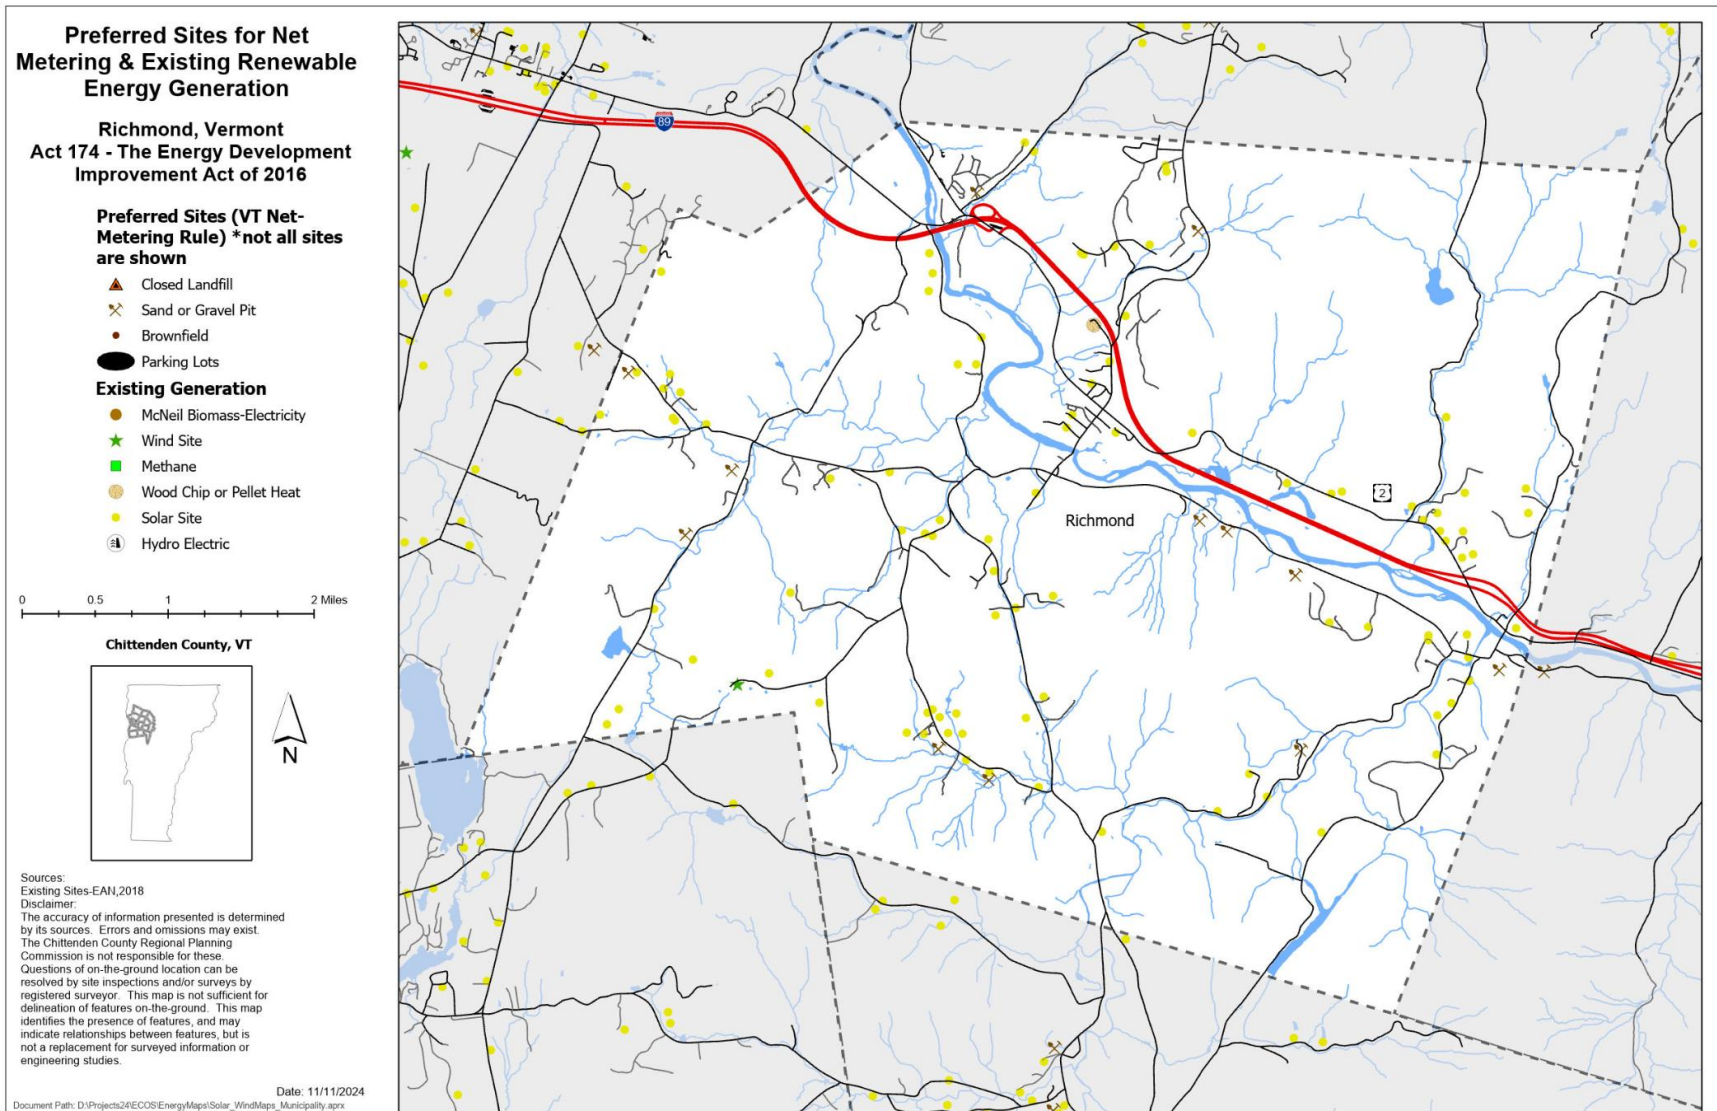 Preferred Sites for Net
Metering & Existing Renewable
Energy Generation
Richmond, Vermont
Act 174 - The Energy Development
Improvement Act of 2016
Preferred Sites (VT Net-
Metering Rule) *not all sites
are shown
Closed Landfill
Sand or Gravel Pit
Brownfield
Parking Lots
Existing Generation
McNeil Biomass-Electricity
Wind Site
Methane
Wood Chip or Pellet Heat
Solar Site
Hydro Electric
0 0.5 1 2 Miles
Chittenden County, VT
N
Sources:
Existing Sites-EAN,2018
Disclaimer:
The accuracy of information presented is determined
by its sources. Errors and omissions may exist.
The Chittenden County Regional Planning
Commission is not responsible for these.
Questions of on-the-ground location can be
resolved by site inspections and/or surveys by
registered surveyor. This map is not sufficient for
delineation of features on-the-ground. This map
identifies the presence of features, and may
indicate relationships between features, but is
not a replacement for surveyed information or
engineering studies.
Date: 11/11/2024
Document Path: D:\Projects24\ECOS\EnergyMaps\Solar_WindMaps_Municipality.aprx
89
2
Richmond